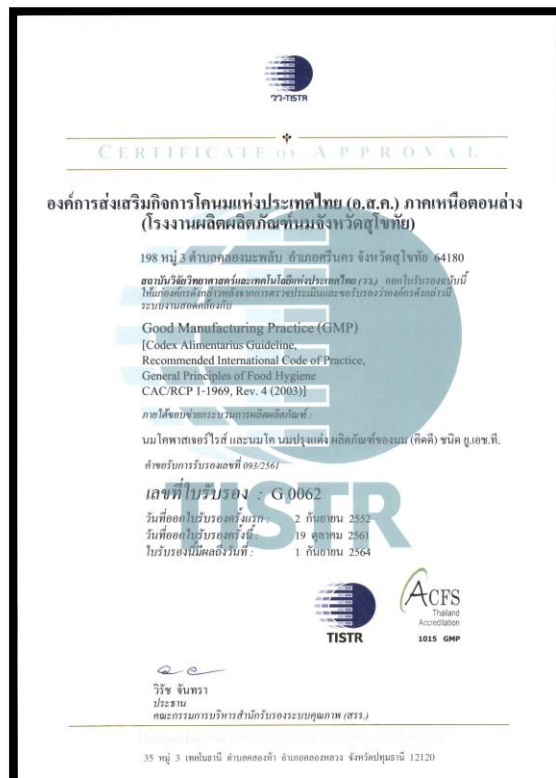 วว-TISTR
CERTIFICATE OF APPROVAL
องค์การส่งเสริมกิจการโคนมแห่งประเทศไทย (อ.ส.ค.) ภาคเหนือตอนล่าง
(โรงงานผลิตผลิตภัณฑ์นมจังหวัดสุโขทัย)
198 หมู่ 3 ตำบลคลองมะพลับ อำเภอศรีนคร จังหวัดสุโขทัย 64180
สถาบันวิจัยวิทยาศาสตร์และเทคโนโลยีแห่งประเทศไทย (วว.) ออกใบรับรองฉบับนี้
ให้แก่องค์กรดังกล่าวหลังจากการตรวจประเมินและขอรับรองว่าองค์กรดังกล่าวมี
ระบบงานสอดคล้องกับ
Good Manufacturing Practice (GMP)
[Codex Alimentarius Guideline,
Recommended International Code of Practice,
General Principles of Food Hygiene
CAC/RCP 1-1969, Rev. 4 (2003)]
ภายใต้ขอบข่ายกระบวนการผลิตผลิตภัณฑ์ :
นมโคพาสเจอร์ไรส์ และนมโค นมปรุงแต่ง ผลิตภัณฑ์ของนม (คิดดี) ชนิด ยู.เอช.ที.
คำขอรับการรับรองเลขที่ 093/2561
เลขที่ใบรับรอง : G 0062
วันที่ออกใบรับรองครั้งแรก : 2 กันยายน 2552
วันที่ออกใบรับรองครั้งนี้ : 19 ตุลาคม 2561
ใบรับรองนี้มีผลถึงวันที่ : 1 กันยายน 2564
TISTR
TISTR
ACFS
Thailand
Accreditation
1015 GMP
วิรัช จันทรา
ประธาน
คณะกรรมการบริหารสำนักรับรองระบบคุณภาพ (สรร.)
35 หมู่ 3 เทคโนธานี ตำบลคลองห้า อำเภอคลองหลวง จังหวัดปทุมธานี 12120